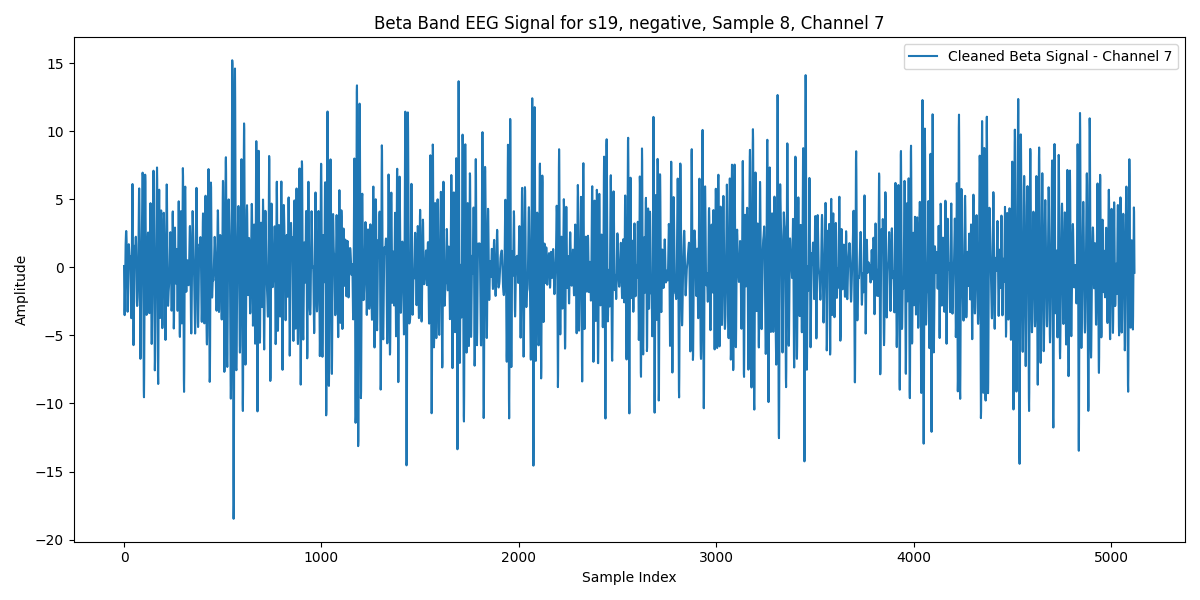 Beta Band EEG Signal for s19, negative, Sample 8, Channel 7
Cleaned Beta Signal - Channel 7
Amplitude
15
10
5
0
−5
−10
−15
−20
0 1000 2000 3000 4000 5000
Sample Index